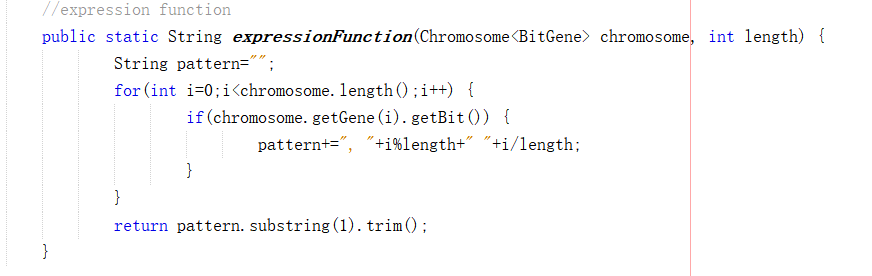 //expression function
public static String expressionFunction(Chromosome<BitGene> chromosome, int length) {
String pattern="";
for(int i=0;i<chromosome.length();i++) {
if(chromosome.getGene(i).getBit()) {
pattern+=", "+i%length+" "+i/length;
}
}
return pattern.substring(1).trim();
}